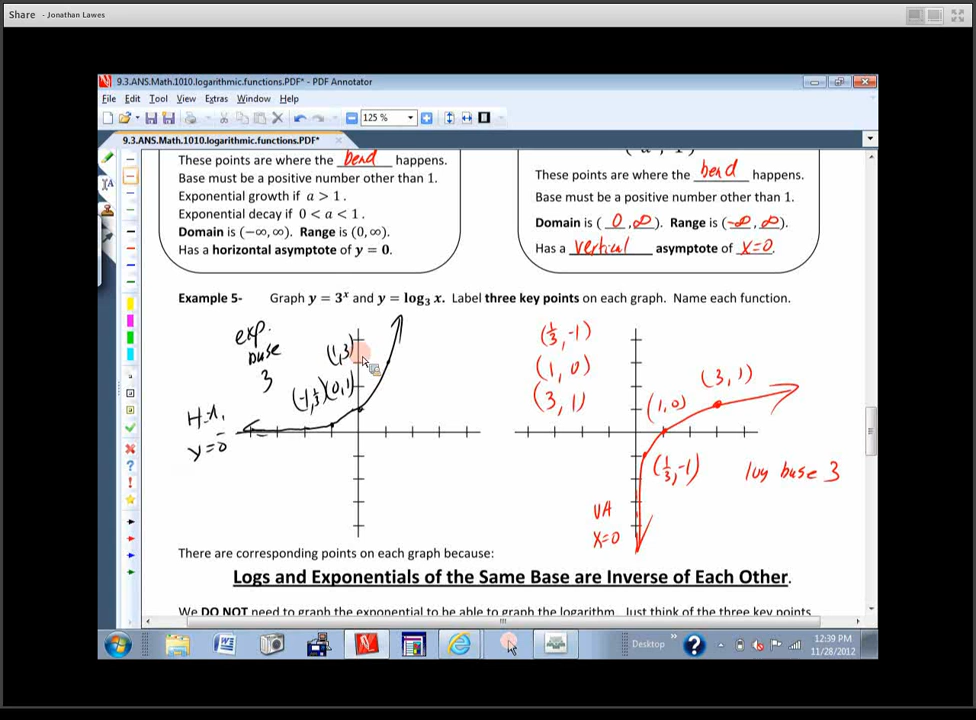 Share - Jonathan Lawes
9.3.ANS.Math.1010.logarithmic.functions.PDF* - PDF Annotator
File Edit Tool View Extras Window Help
125 %
9.3.ANS.Math.1010.logarithmic.functions.PDF*
These points are where the bend happens.
Base must be a positive number other than 1.
Exponential growth if a > 1.
Exponential decay if 0 < a < 1.
Domain is (−∞, ∞). Range is (0, ∞).
Has a horizontal asymptote of y = 0.
These points are where the bend happens.
Base must be a positive number other than 1.
Domain is (0, ∞). Range is (-∞, ∞).
Has a vertical asymptote of x=0.
Example 5- Graph y = 3ˣ and y = log₃ x. Label three key points on each graph. Name each function.
exp.
base
3
(1,3)
(-1,⅓)(0,1)
H.A.
y=0
(⅓,-1)
(1, 0)
(3, 1)
(3, 1)
(1,0)
(⅓,-1)
log base 3
VA
x=0
There are corresponding points on each graph because:
Logs and Exponentials of the Same Base are Inverse of Each Other.
We DO NOT need to graph the exponential to be able to graph the logarithm. Just think of the three key points
Desktop
12:39 PM
11/28/2012